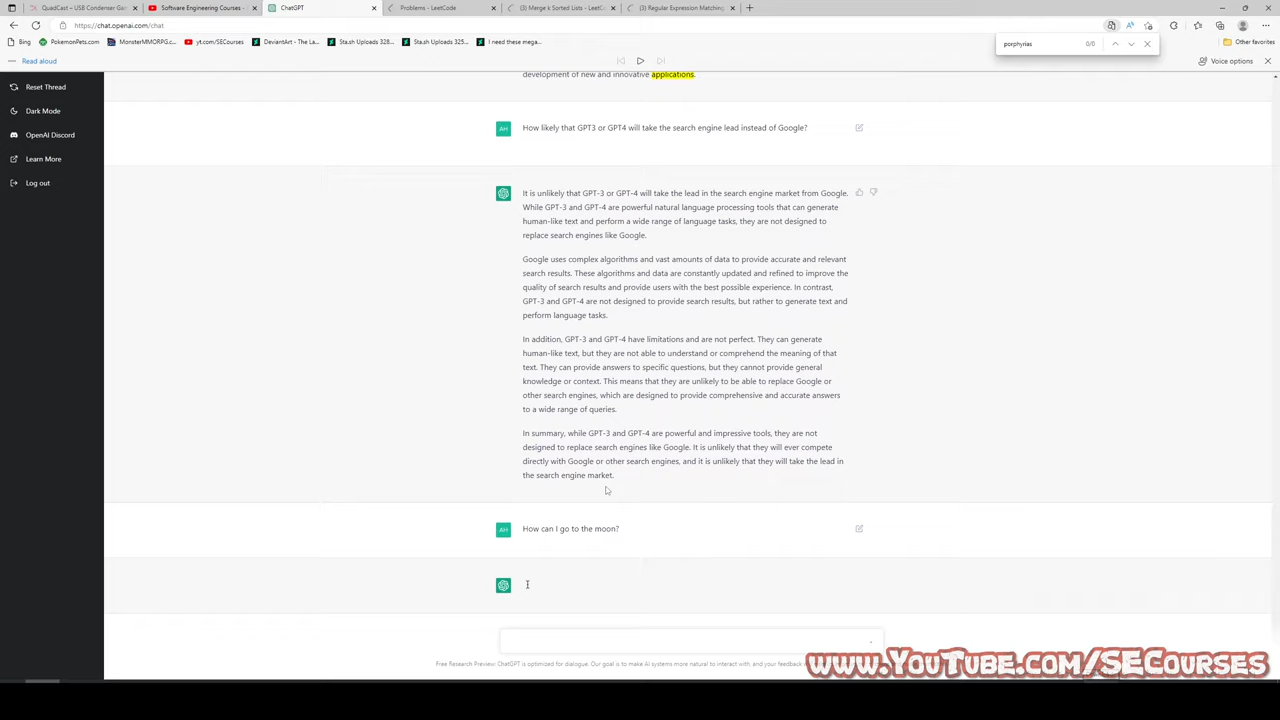 QuadCast – USB Condenser Ga
Software Engineering Courses -
ChatGPT
Problems - LeetCode
(3) Merge k Sorted Lists - LeetC
(3) Regular Expression Matching
https://chat.openai.com/chat
porphyrias
0/0
Bing
PokemonPets.com
MonsterMMORPG.c...
yt.com/SECourses
DeviantArt - The La...
Sta.sh Uploads 328...
Sta.sh Uploads 325...
I need these mega...
Other favorites
Read aloud
Voice options
Reset Thread
Dark Mode
OpenAI Discord
Learn More
Log out
development of new and innovative applications.
AH
How likely that GPT3 or GPT4 will take the search engine lead instead of Google?
It is unlikely that GPT-3 or GPT-4 will take the lead in the search engine market from Google.
While GPT-3 and GPT-4 are powerful natural language processing tools that can generate
human-like text and perform a wide range of language tasks, they are not designed to
replace search engines like Google.
Google uses complex algorithms and vast amounts of data to provide accurate and relevant
search results. These algorithms and data are constantly updated and refined to improve the
quality of search results and provide users with the best possible experience. In contrast,
GPT-3 and GPT-4 are not designed to provide search results, but rather to generate text and
perform language tasks.
In addition, GPT-3 and GPT-4 have limitations and are not perfect. They can generate
human-like text, but they are not able to understand or comprehend the meaning of that
text. They can provide answers to specific questions, but they cannot provide general
knowledge or context. This means that they are unlikely to be able to replace Google or
other search engines, which are designed to provide comprehensive and accurate answers
to a wide range of queries.
In summary, while GPT-3 and GPT-4 are powerful and impressive tools, they are not
designed to replace search engines like Google. It is unlikely that they will ever compete
directly with Google or other search engines, and it is unlikely that they will take the lead in
the search engine market.
AH
How can I go to the moon?
Free Research Preview: ChatGPT is optimized for dialogue. Our goal is to make AI systems more natural to interact with, and your feedback
www.YouTube.com/SECourses